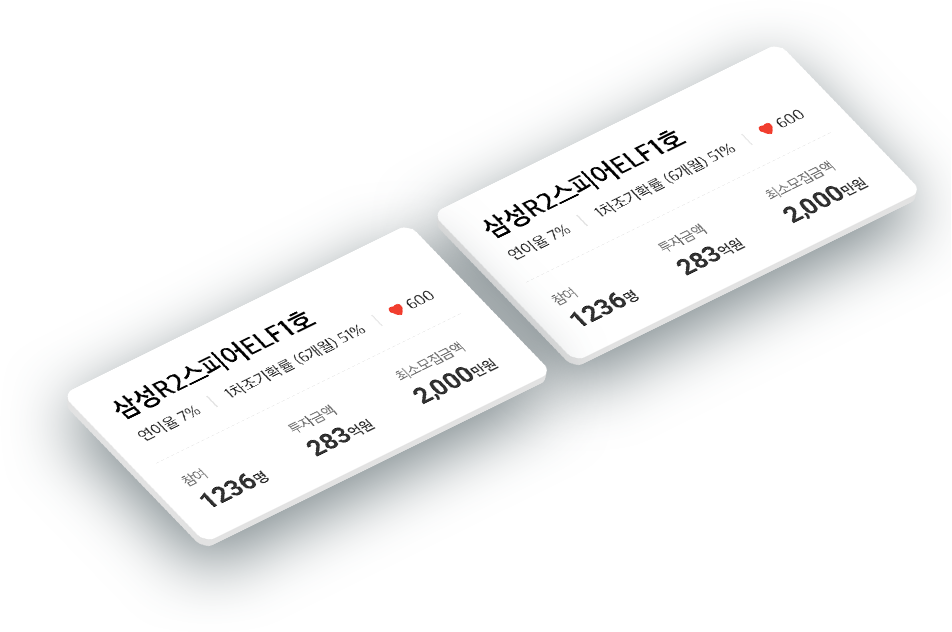 삼성R2스피어ELF1호
연이율 7% 1차조기확률 (6개월) 51% 600
참여 투자금액 최소모집금액
1236명 283억원 2,000만원
삼성R2스피어ELF1호
연이율 7% 1차조기확률 (6개월) 51% 600
참여 투자금액 최소모집금액
1236명 283억원 2,000만원